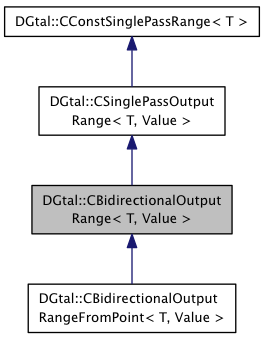 DGtal::CConstSinglePassRange< T >
DGtal::CSinglePassOutput
Range< T, Value >
DGtal::CBidirectionalOutput
Range< T, Value >
DGtal::CBidirectionalOutput
RangeFromPoint< T, Value >